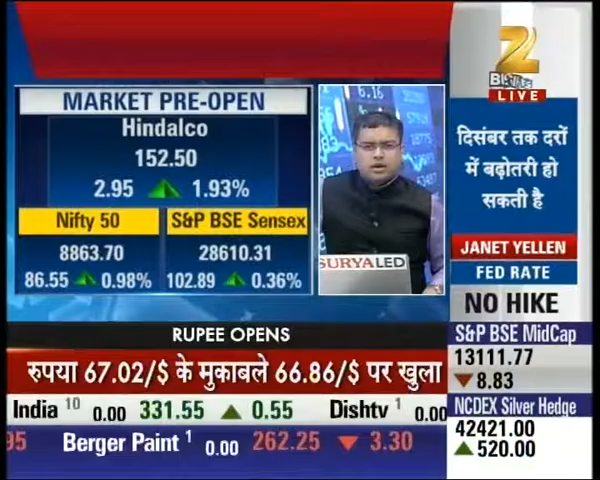 MARKET PRE-OPEN
Hindalco
152.50
2.95 1.93%
Nifty 50
8863.70
86.55 0.98%
S&P BSE Sensex
28610.31
102.89 0.36%
6.16
SURYALED
Z
BUSINESS
LIVE
दिसंबर तक दरों
में बढ़ोतरी हो
सकती है
JANET YELLEN
FED RATE
NO HIKE
S&P BSE MidCap
13111.77
8.83
NCDEX Silver Hedge
42421.00
520.00
RUPEE OPENS
रुपया 67.02/$ के मुकाबले 66.86/$ पर खुला
India 10 0.00 331.55 0.55 Dishtv 1 0.00
95 Berger Paint 1 0.00 262.25 3.30